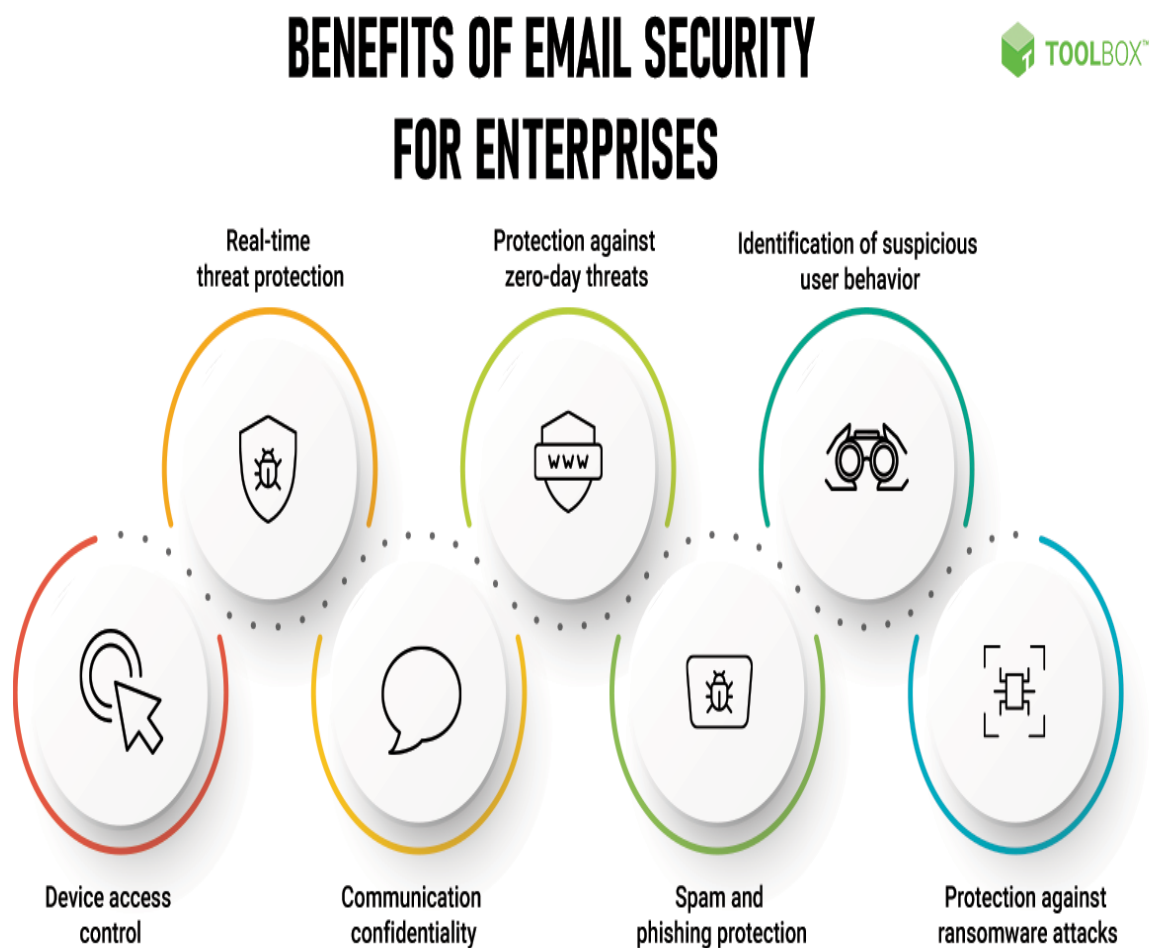 BENEFITS OF EMAIL SECURITY
FOR ENTERPRISES
TOOLBOX™
Real-time
threat protection
Protection against
zero-day threats
Identification of suspicious
user behavior
WWW
Device access
control
Communication
confidentiality
Spam and
phishing protection
Protection against
ransomware attacks